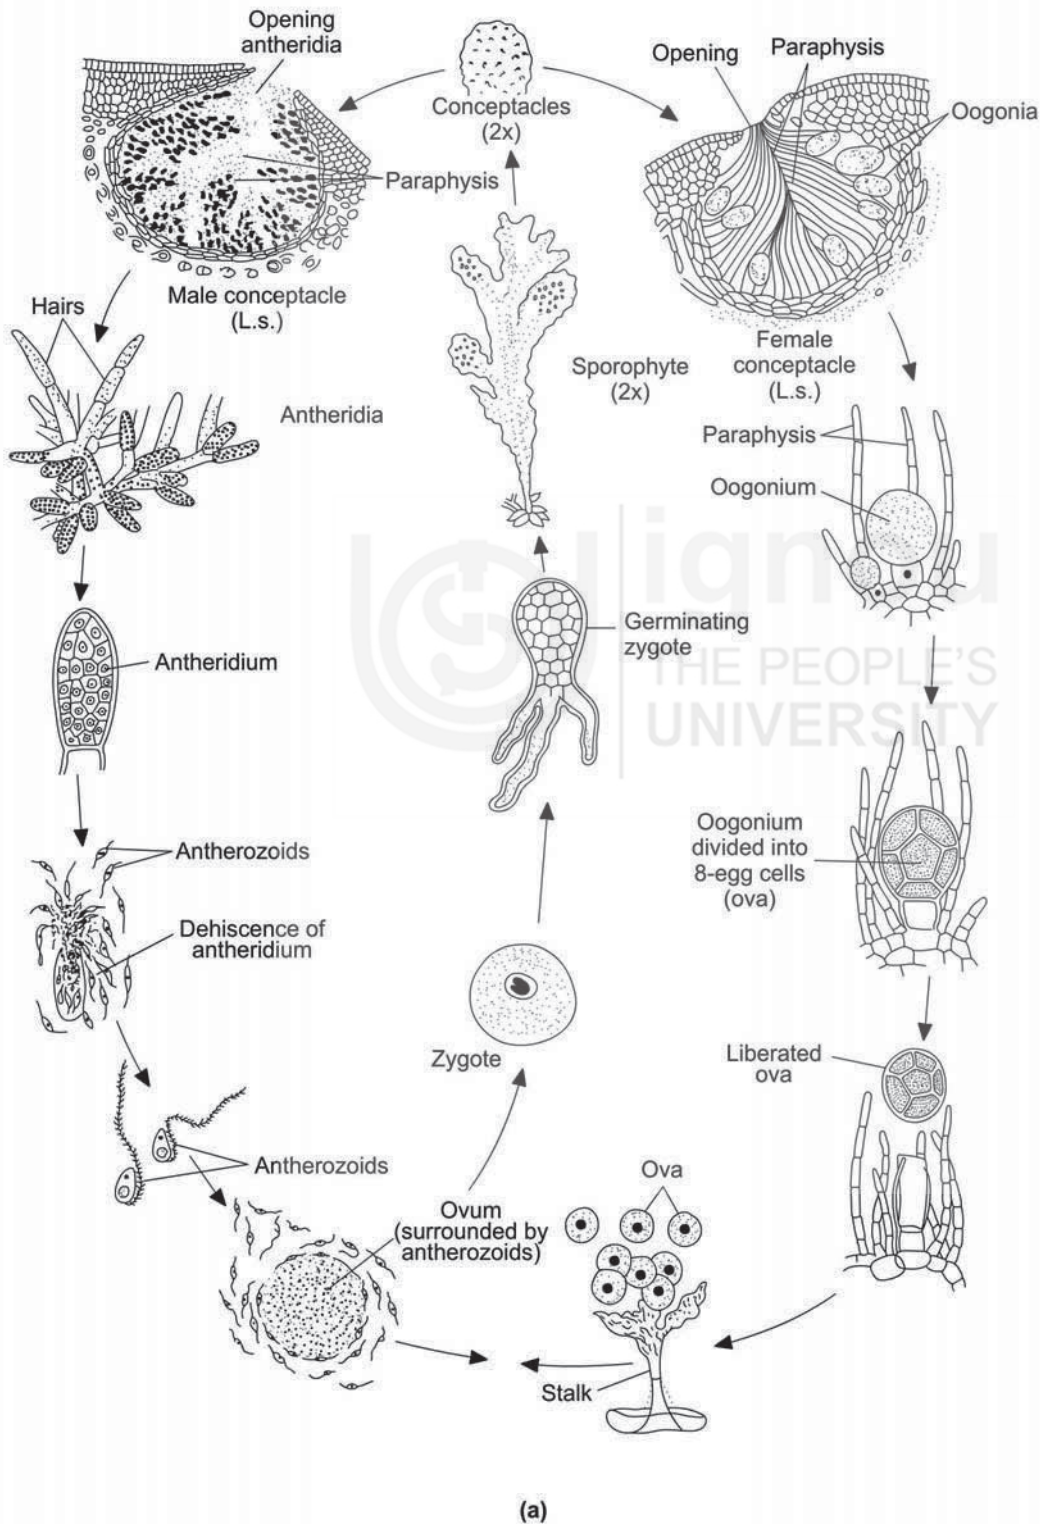 Opening
antheridia
Conceptacles
(2x)
Opening
Paraphysis
Oogonia
Paraphysis
Male conceptacle
(L.s.)
Hairs
Antheridia
Sporophyte
(2x)
Female
conceptacle
(L.s.)
Paraphysis
Oogonium
Germinating
zygote
ignou
THE PEOPLE'S
UNIVERSITY
Antheridium
Antherozoids
Dehiscence of
antheridium
Oogonium
divided into
8-egg cells
(ova)
Zygote
Liberated
ova
Antherozoids
Ovum
(surrounded by
antherozoids)
Ova
Stalk
(a)